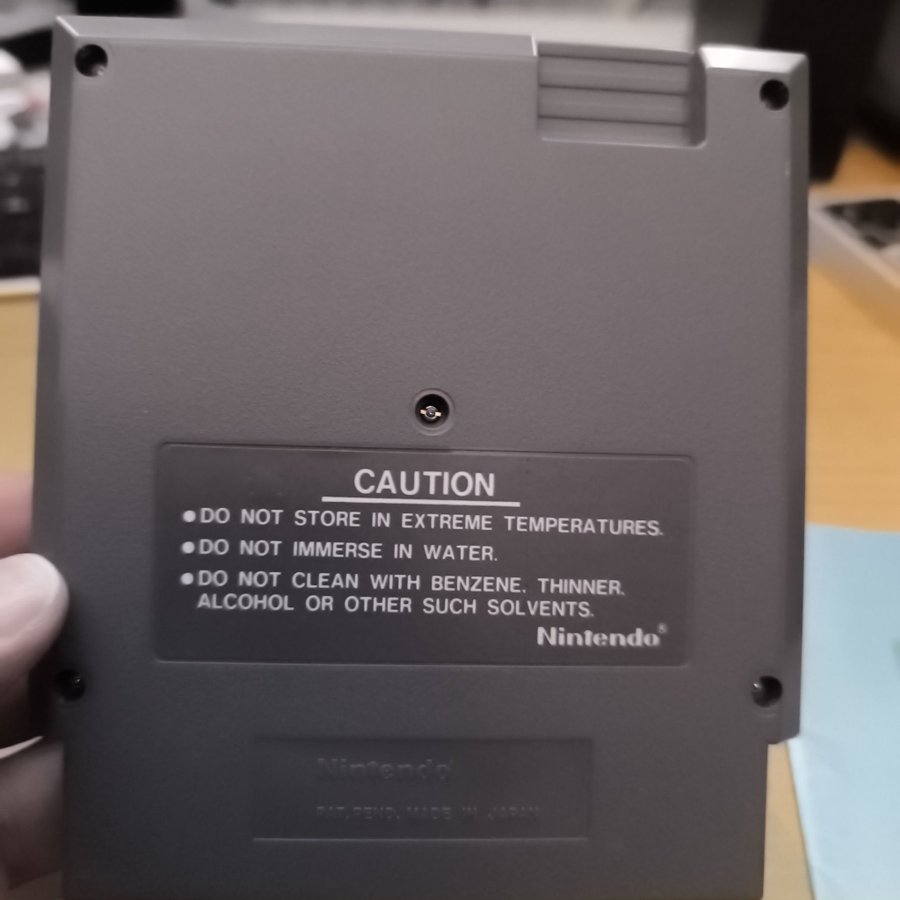 CAUTION
●DO NOT STORE IN EXTREME TEMPERATURES.
●DO NOT IMMERSE IN WATER.
●DO NOT CLEAN WITH BENZENE, THINNER,
ALCOHOL OR OTHER SUCH SOLVENTS.
Nintendo®
Nintendo
PAT. PEND. MADE IN JAPAN